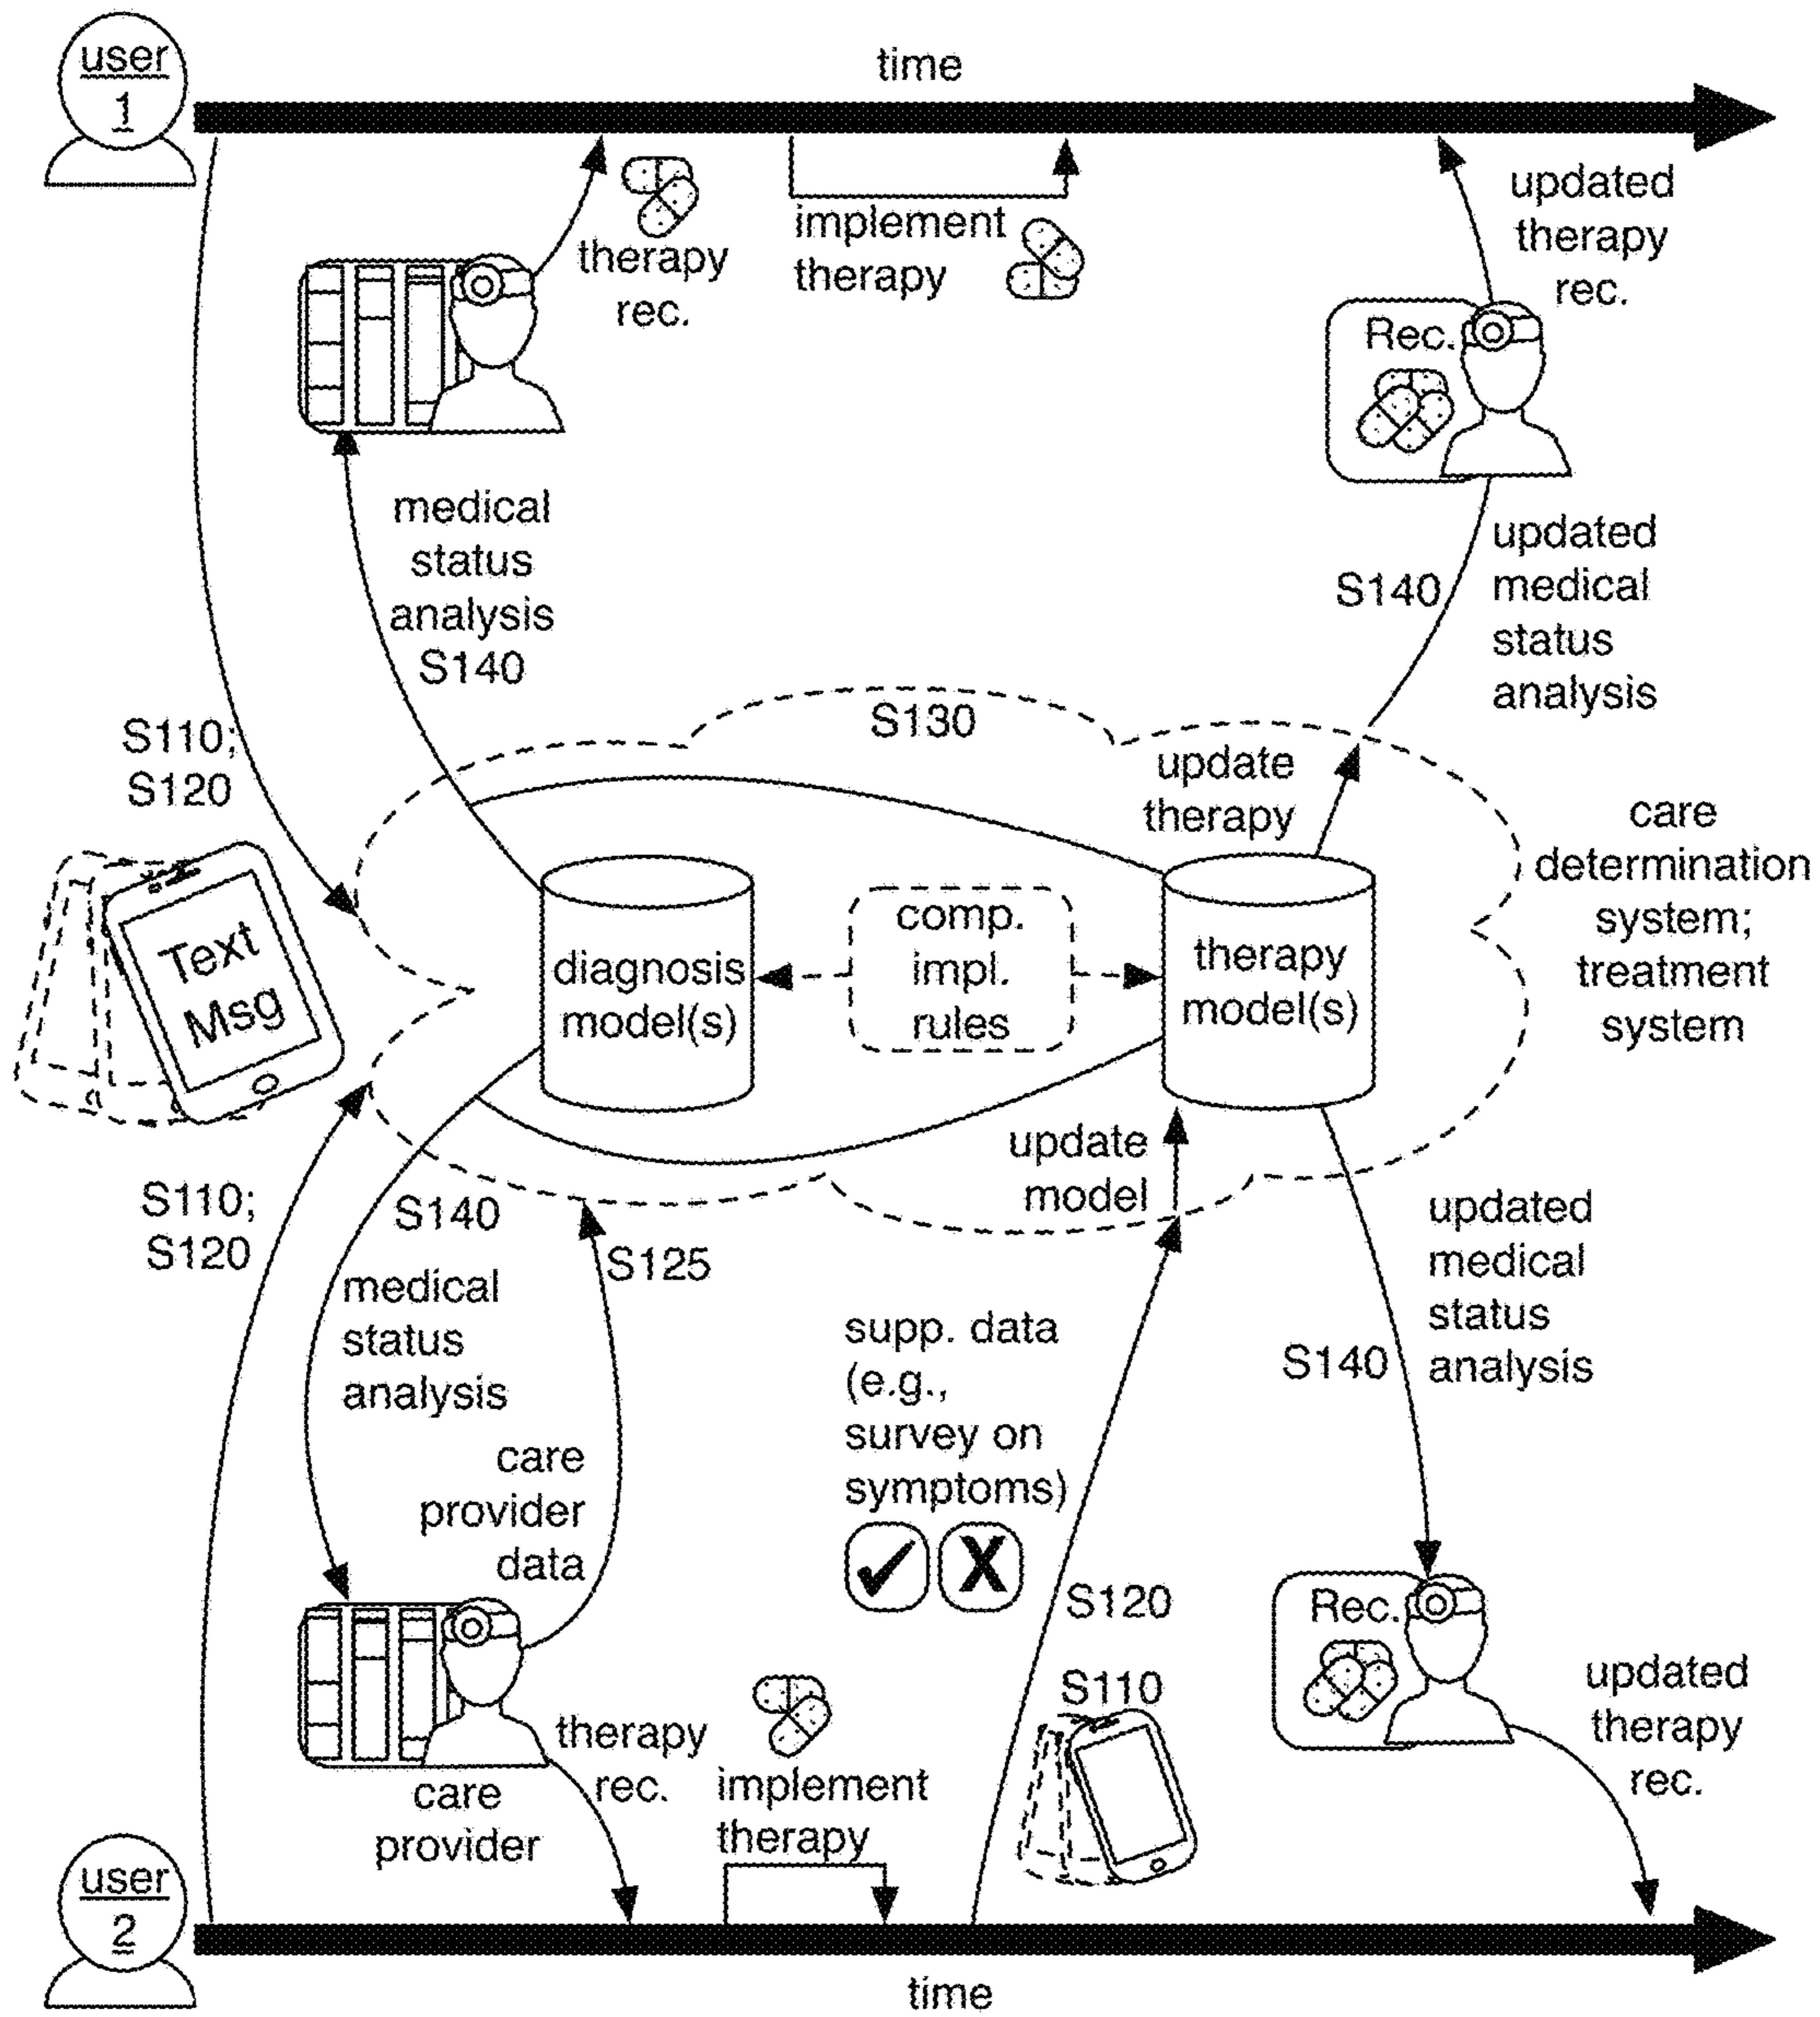 user
1
time
therapy
rec.
implement
therapy
updated
therapy
rec.
Rec.
medical
status
analysis
S140
S140
updated
medical
status
analysis
S110;
S120
S130
update
therapy
care
determination
system;
treatment
system
Text
Msg
diagnosis
model(s)
comp.
impl.
rules
therapy
model(s)
update
model
S110;
S120
S140
medical
status
analysis
S125
care
provider
data
supp. data
(e.g.,
survey on
symptoms)
✓ X
S120
S110
S140
updated
medical
status
analysis
Rec.
updated
therapy
rec.
therapy
rec.
implement
therapy
care
provider
user
2
time